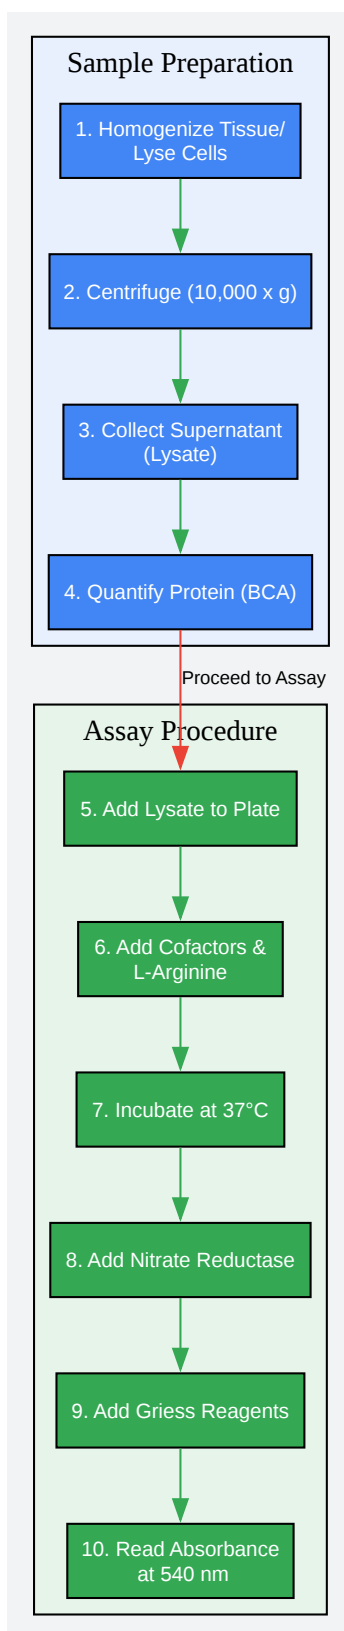 Sample Preparation
1. Homogenize Tissue/
Lyse Cells
2. Centrifuge (10,000 x g)
3. Collect Supernatant
(Lysate)
4. Quantify Protein (BCA)
Proceed to Assay
Assay Procedure
5. Add Lysate to Plate
6. Add Cofactors &
L-Arginine
7. Incubate at 37°C
8. Add Nitrate Reductase
9. Add Griess Reagents
10. Read Absorbance
at 540 nm